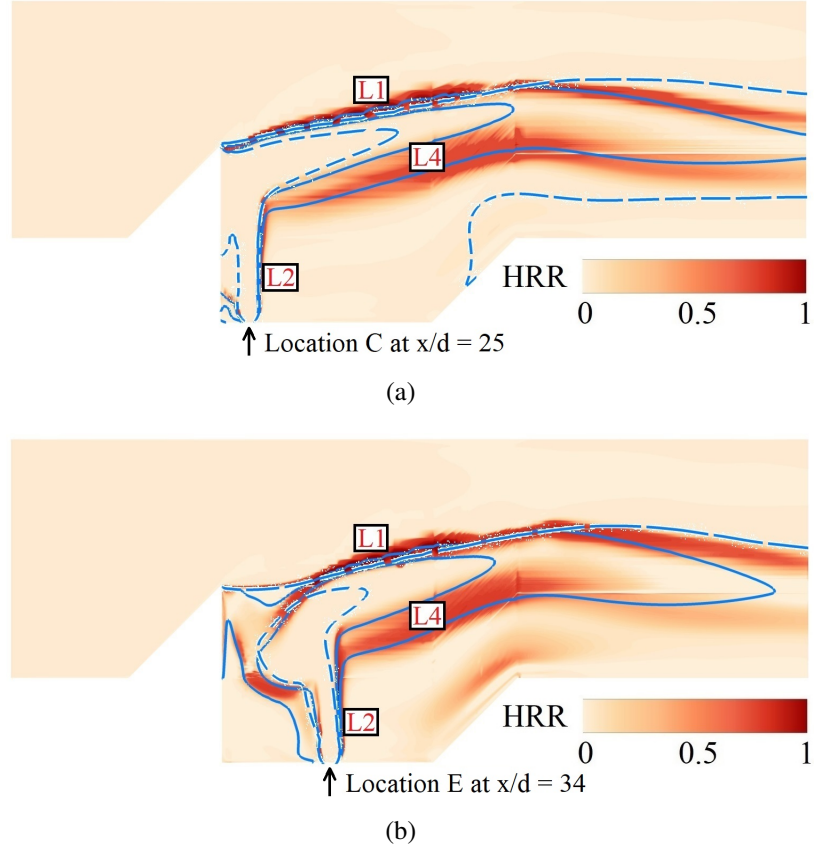 L1
L4
L2
HRR
0 0.5 1
Location C at x/d = 25
(a)
L1
L4
L2
HRR
0 0.5 1
Location E at x/d = 34
(b)